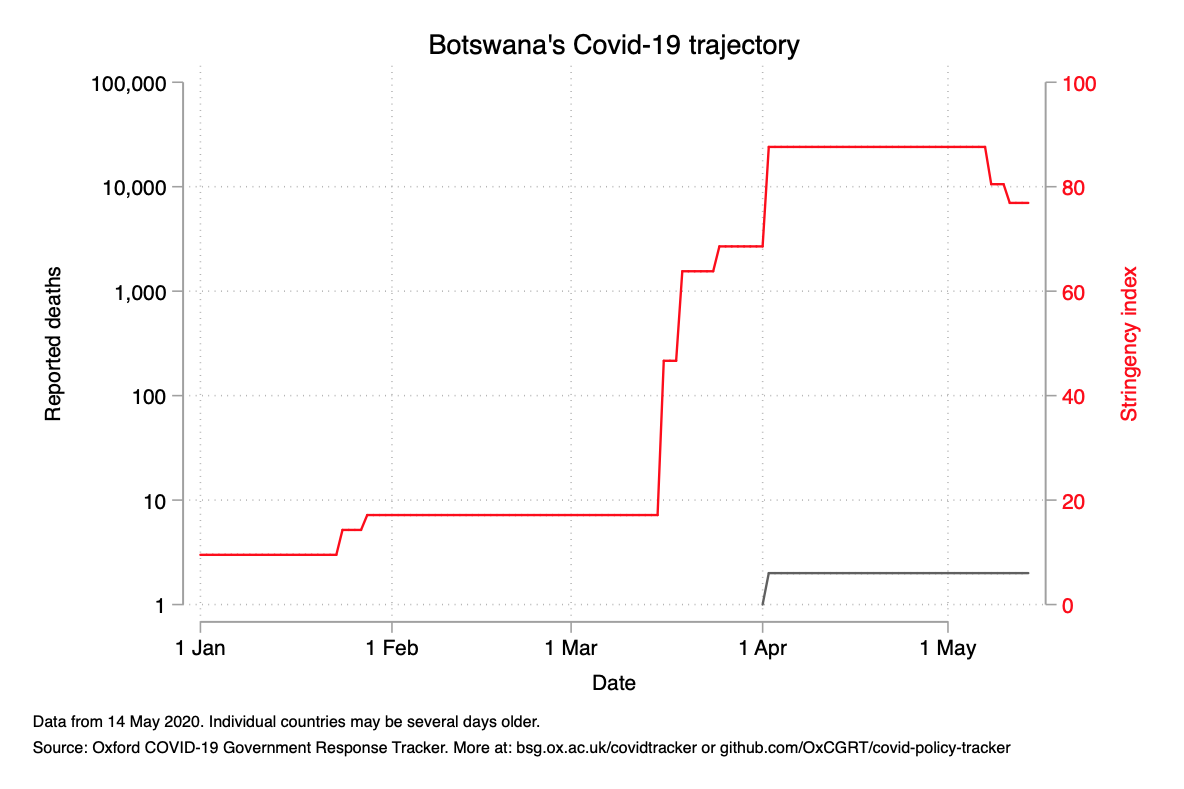 Botswana's Covid-19 trajectory
100,000
10,000
1,000
100
10
1
Reported deaths
100
80
60
40
20
0
Stringency index
1 Jan 1 Feb 1 Mar 1 Apr 1 May
Date
Data from 14 May 2020. Individual countries may be several days older.
Source: Oxford COVID-19 Government Response Tracker. More at: bsg.ox.ac.uk/covidtracker or github.com/OxCGRT/covid-policy-tracker